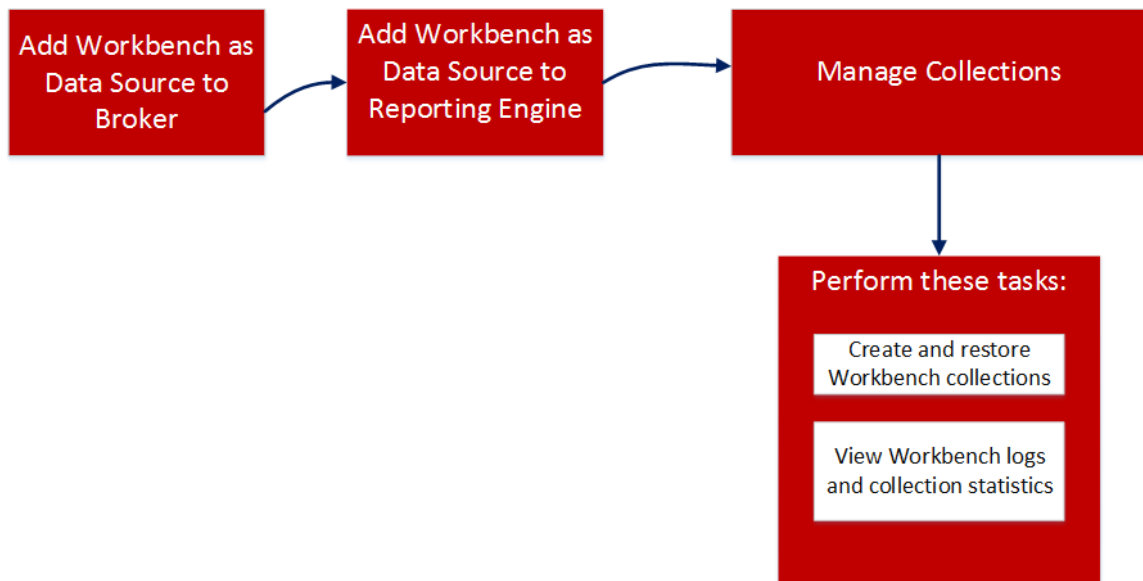 Add Workbench as
Data Source to
Broker
Add Workbench as
Data Source to
Reporting Engine
Manage Collections
Perform these tasks:
Create and restore
Workbench collections
View Workbench logs
and collection statistics